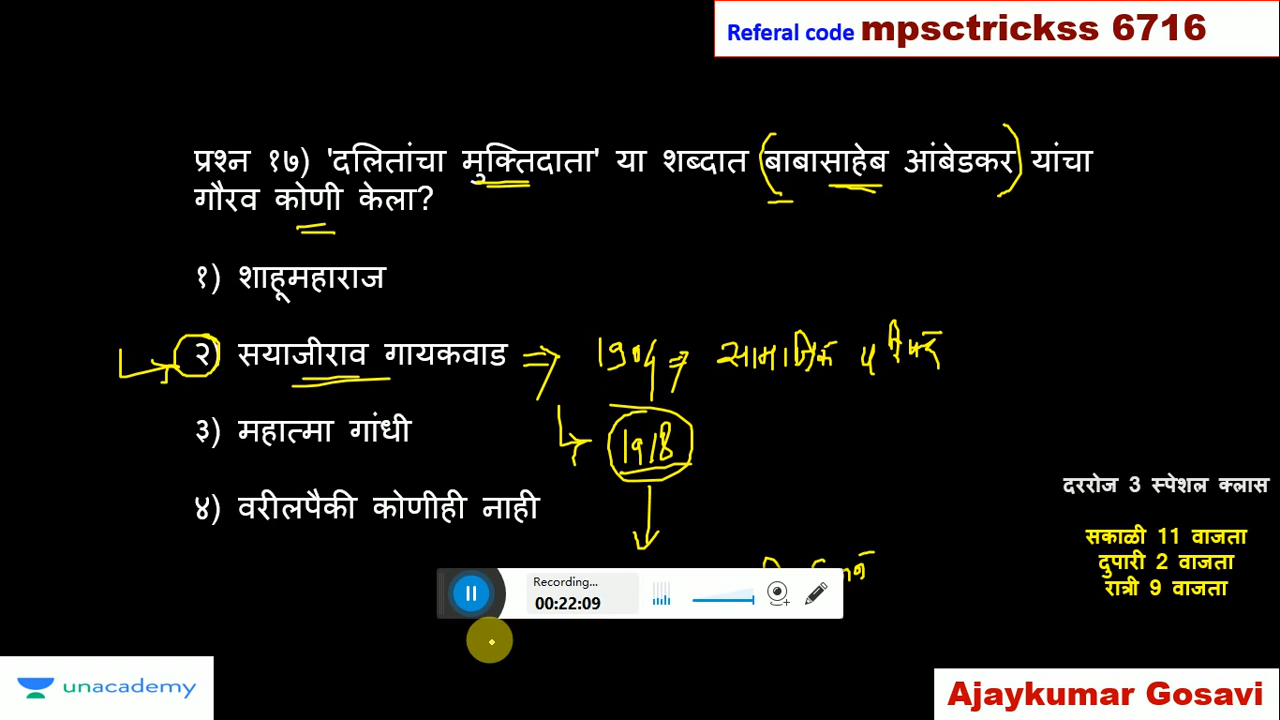 Referal code mpsctrickss 6716
प्रश्न १७) 'दलितांचा मुक्तिदाता' या शब्दात बाबासाहेब आंबेडकर यांचा
गौरव कोणी केला?
१) शाहूमहाराज
२) सयाजीराव गायकवाड
1904 सामाजिक
३) महात्मा गांधी
1918
४) वरीलपैकी कोणीही नाही
दररोज 3 स्पेशल क्लास
सकाळी 11 वाजता
दुपारी 2 वाजता
रात्री 9 वाजता
Recording...
00:22:09
unacademy
Ajaykumar Gosavi